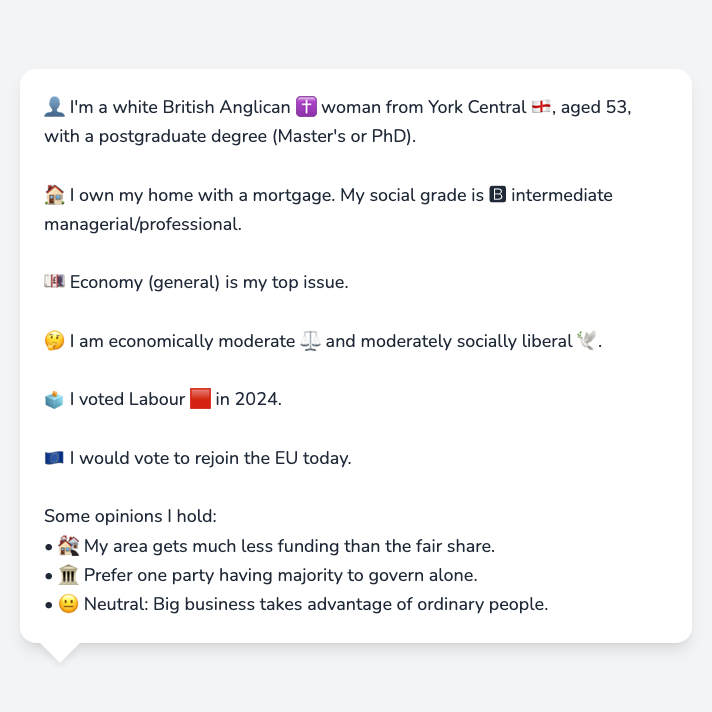 👤 I'm a white British Anglican ✝️ woman from York Central 🏴󠁧󠁢󠁥󠁮󠁧󠁿, aged 53,
with a postgraduate degree (Master's or PhD).
🏠 I own my home with a mortgage. My social grade is 🅱️ intermediate
managerial/professional.
💷 Economy (general) is my top issue.
🤔 I am economically moderate ⚖️ and moderately socially liberal 🕊️.
🗳️ I voted Labour 🟥 in 2024.
🇪🇺 I would vote to rejoin the EU today.
Some opinions I hold:
• 🏚️ My area gets much less funding than the fair share.
• 🏛️ Prefer one party having majority to govern alone.
• 😐 Neutral: Big business takes advantage of ordinary people.